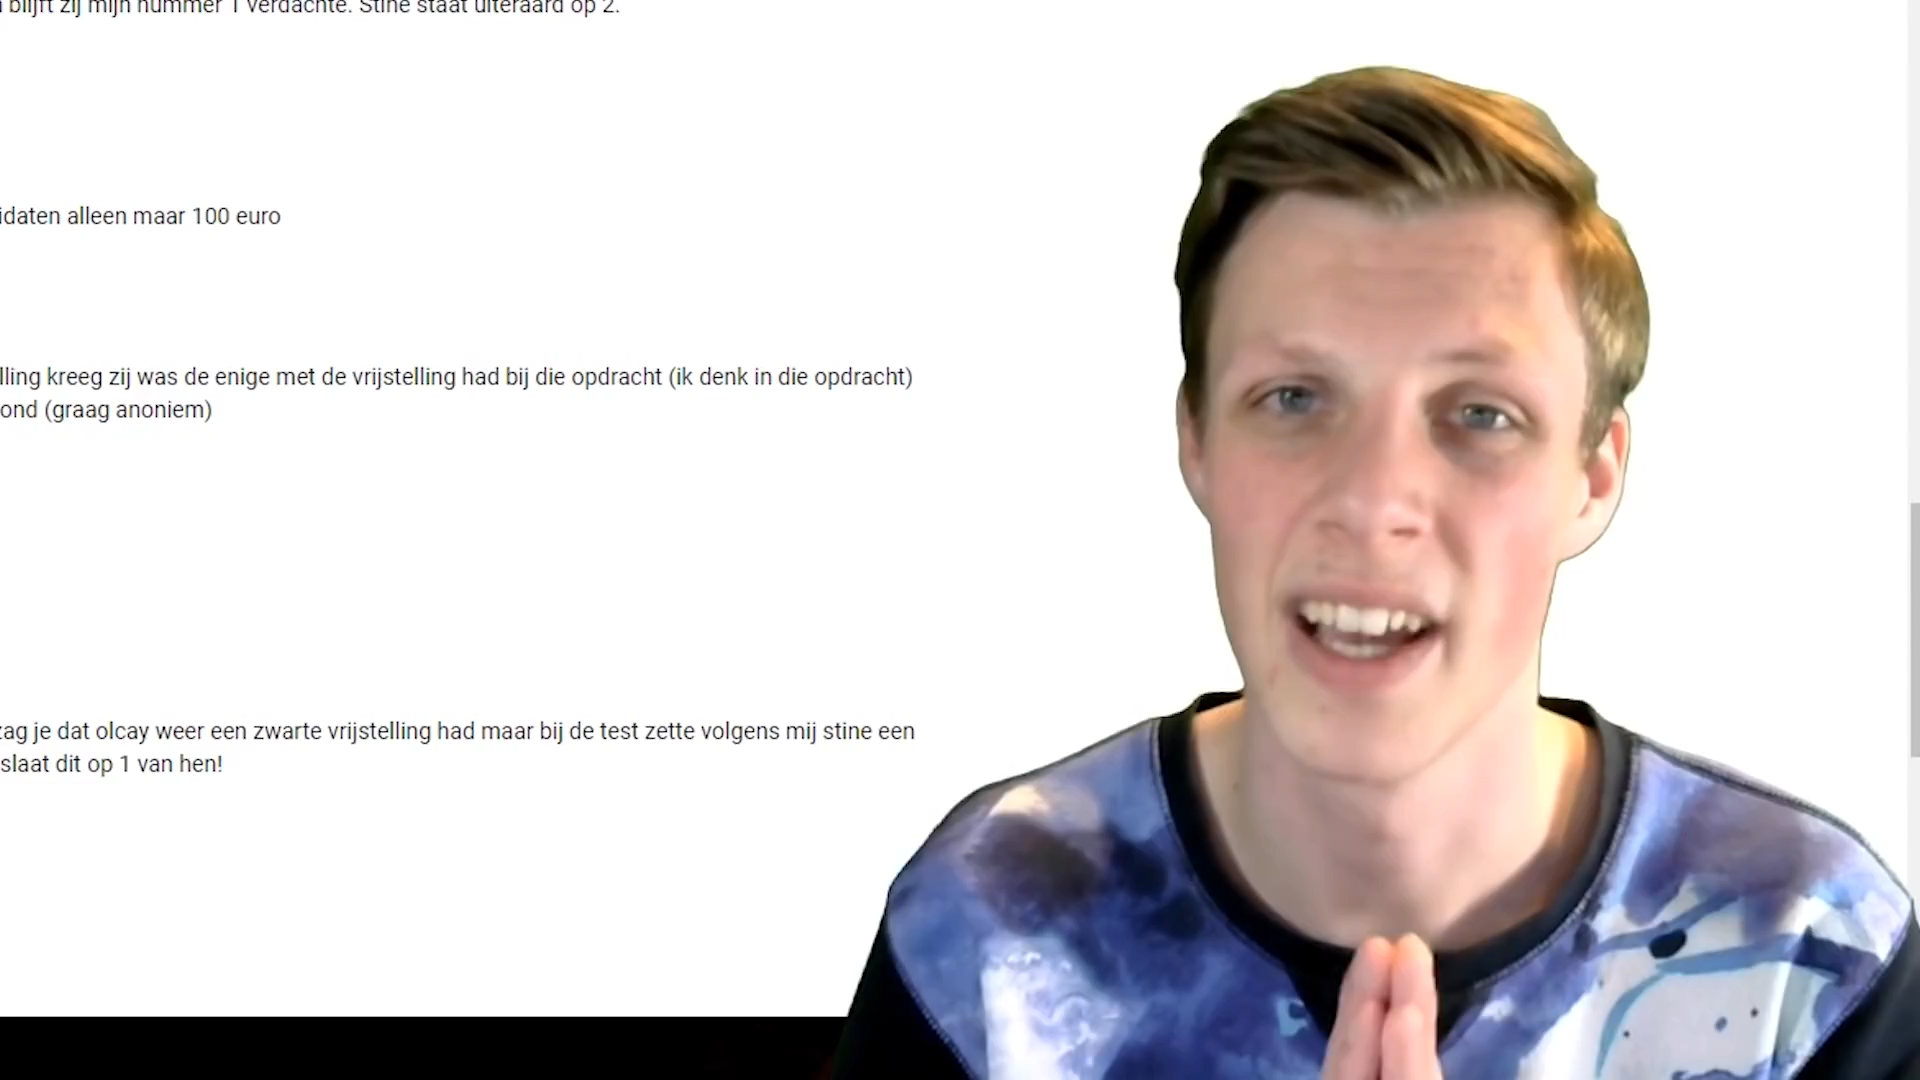 blijft zij mijn nummer 1 verdachte. Stine staat uiteraard op 2.
idaten alleen maar 100 euro
lling kreeg zij was de enige met de vrijstelling had bij die opdracht (ik denk in die opdracht)
ond (graag anoniem)
zag je dat olcay weer een zwarte vrijstelling had maar bij de test zette volgens mij stine een
slaat dit op 1 van hen!